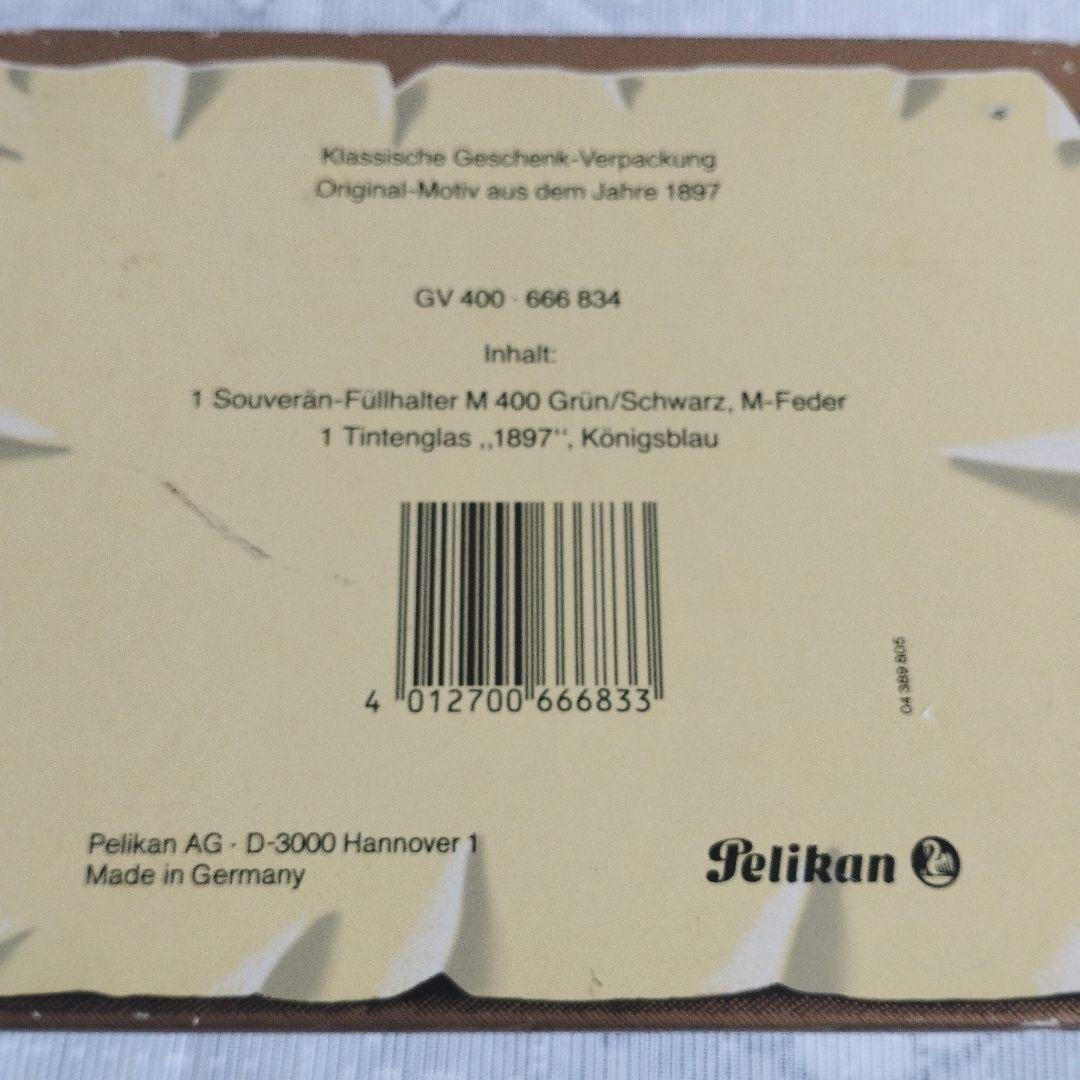 Klassische Geschenk-Verpackung
Original-Motiv aus dem Jahre 1897
GV 400 · 666 834
Inhalt:
1 Souverän-Füllhalter M 400 Grün/Schwarz, M-Feder
1 Tintenglas „1897“, Königsblau
4 012700 666833
04 389 805
Pelikan AG · D-3000 Hannover 1
Made in Germany
Pelikan